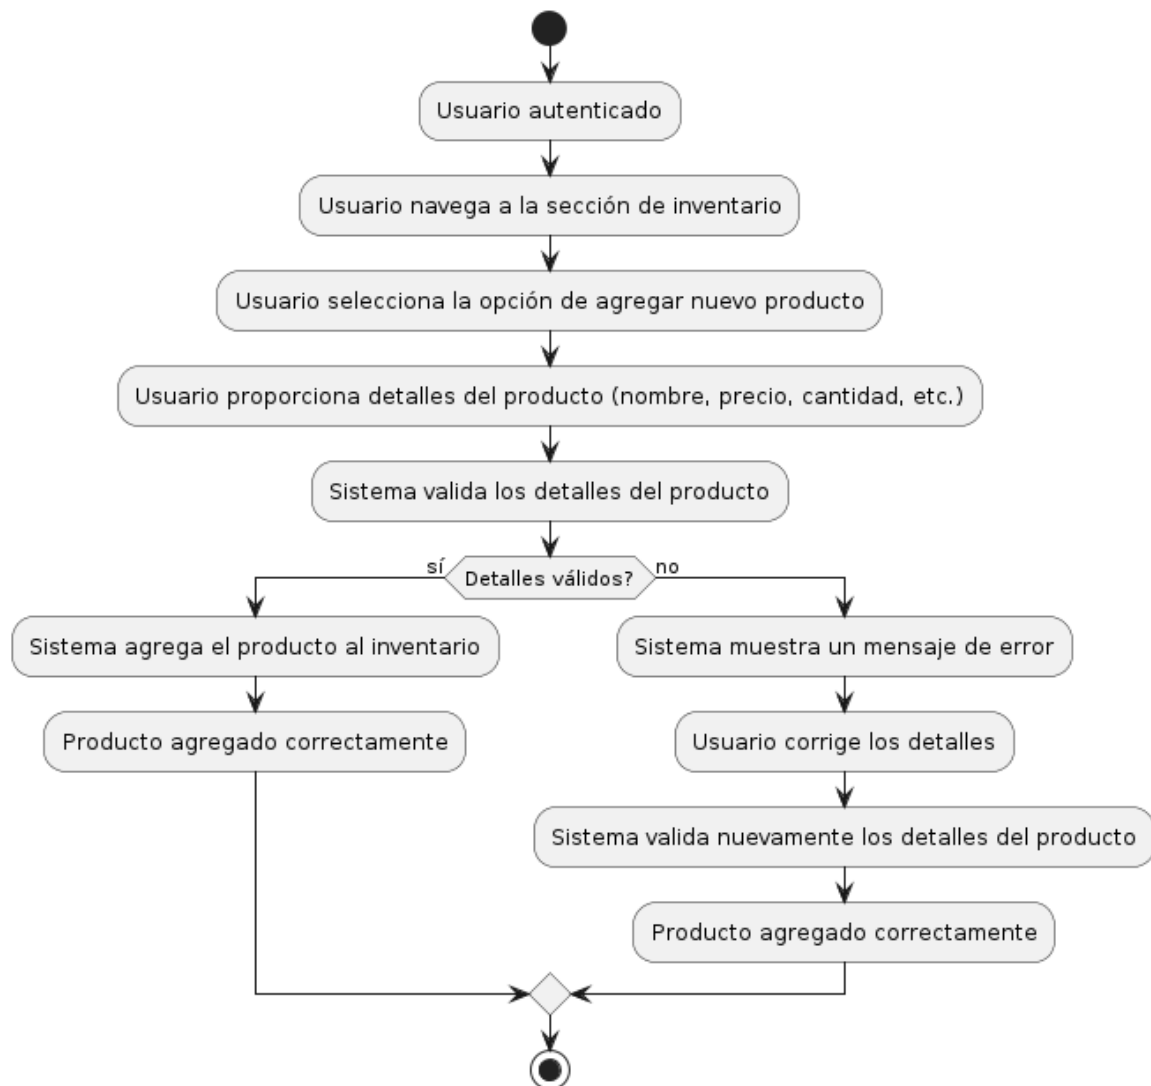 Usuario autenticado
Usuario navega a la sección de inventario
Usuario selecciona la opción de agregar nuevo producto
Usuario proporciona detalles del producto (nombre, precio, cantidad, etc.)
Sistema valida los detalles del producto
sí
Detalles válidos?
no
Sistema agrega el producto al inventario
Sistema muestra un mensaje de error
Producto agregado correctamente
Usuario corrige los detalles
Sistema valida nuevamente los detalles del producto
Producto agregado correctamente